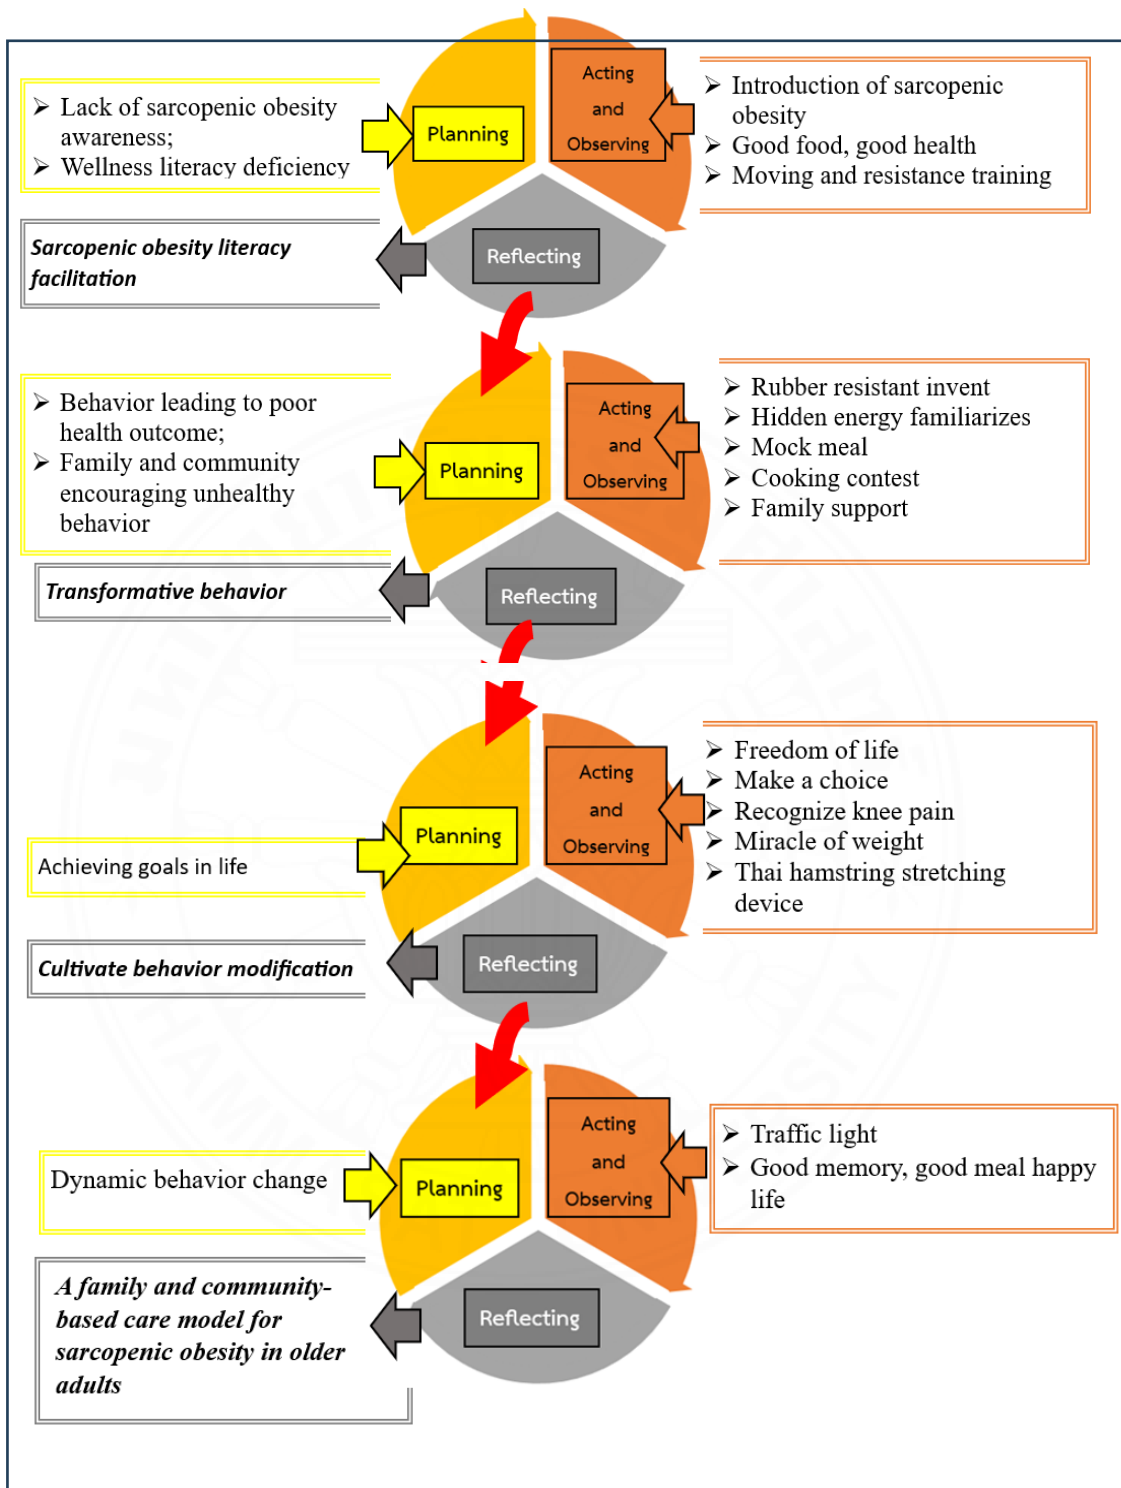 ➢ Lack of sarcopenic obesity
awareness;
➢ Wellness literacy deficiency
Planning
Acting
and
Observing
➢ Introduction of sarcopenic
obesity
➢ Good food, good health
➢ Moving and resistance training
Sarcopenic obesity literacy
facilitation
Reflecting
➢ Behavior leading to poor
health outcome;
➢ Family and community
encouraging unhealthy
behavior
Planning
Acting
and
Observing
➢ Rubber resistant invent
➢ Hidden energy familiarizes
➢ Mock meal
➢ Cooking contest
➢ Family support
Transformative behavior
Reflecting
Achieving goals in life
Planning
Acting
and
Observing
➢ Freedom of life
➢ Make a choice
➢ Recognize knee pain
➢ Miracle of weight
➢ Thai hamstring stretching
device
Cultivate behavior modification
Reflecting
Dynamic behavior change
Planning
Acting
and
Observing
➢ Traffic light
➢ Good memory, good meal happy
life
A family and community-
based care model for
sarcopenic obesity in older
adults
Reflecting